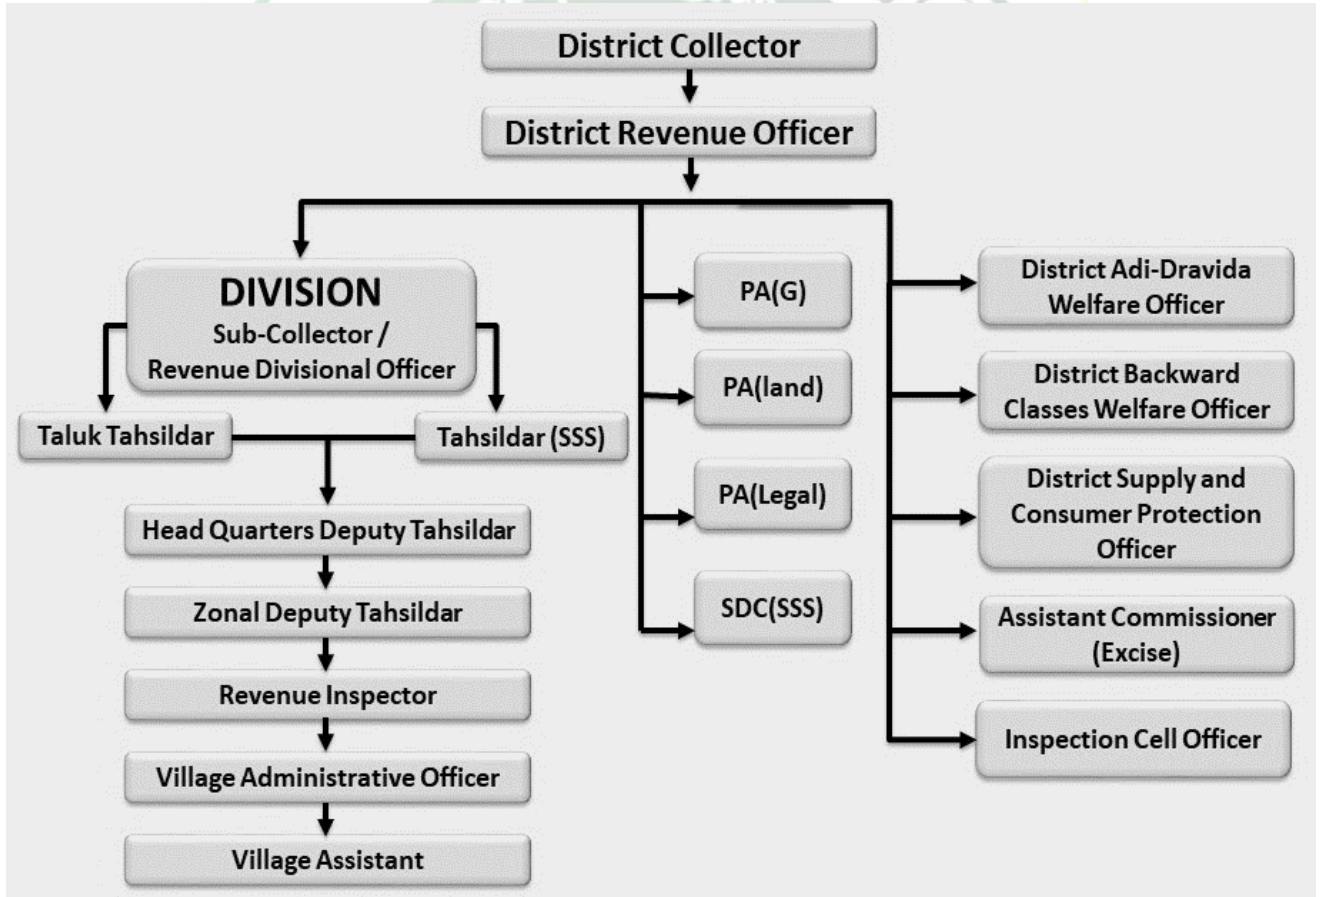 District Collector
District Revenue Officer
DIVISION
Sub-Collector /
Revenue Divisional Officer
Taluk Tahsildar
Tahsildar (SSS)
Head Quarters Deputy Tahsildar
Zonal Deputy Tahsildar
Revenue Inspector
Village Administrative Officer
Village Assistant
PA(G)
PA(land)
PA(Legal)
SDC(SSS)
District Adi-Dravida
Welfare Officer
District Backward
Classes Welfare Officer
District Supply and
Consumer Protection
Officer
Assistant Commissioner
(Excise)
Inspection Cell Officer